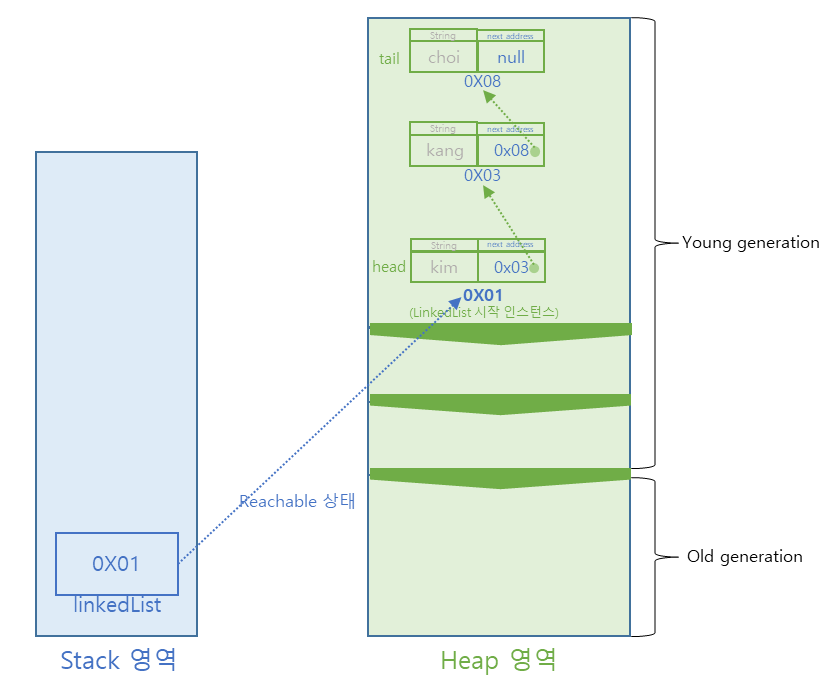 String next address
tail choi null
0X08
String next address
kang 0x08
0X03
String next address
head kim 0x03
0X01
(LinkedList 시작 인스턴스)
Young generation
Reachable 상태
Old generation
0X01
linkedList
Stack 영역
Heap 영역